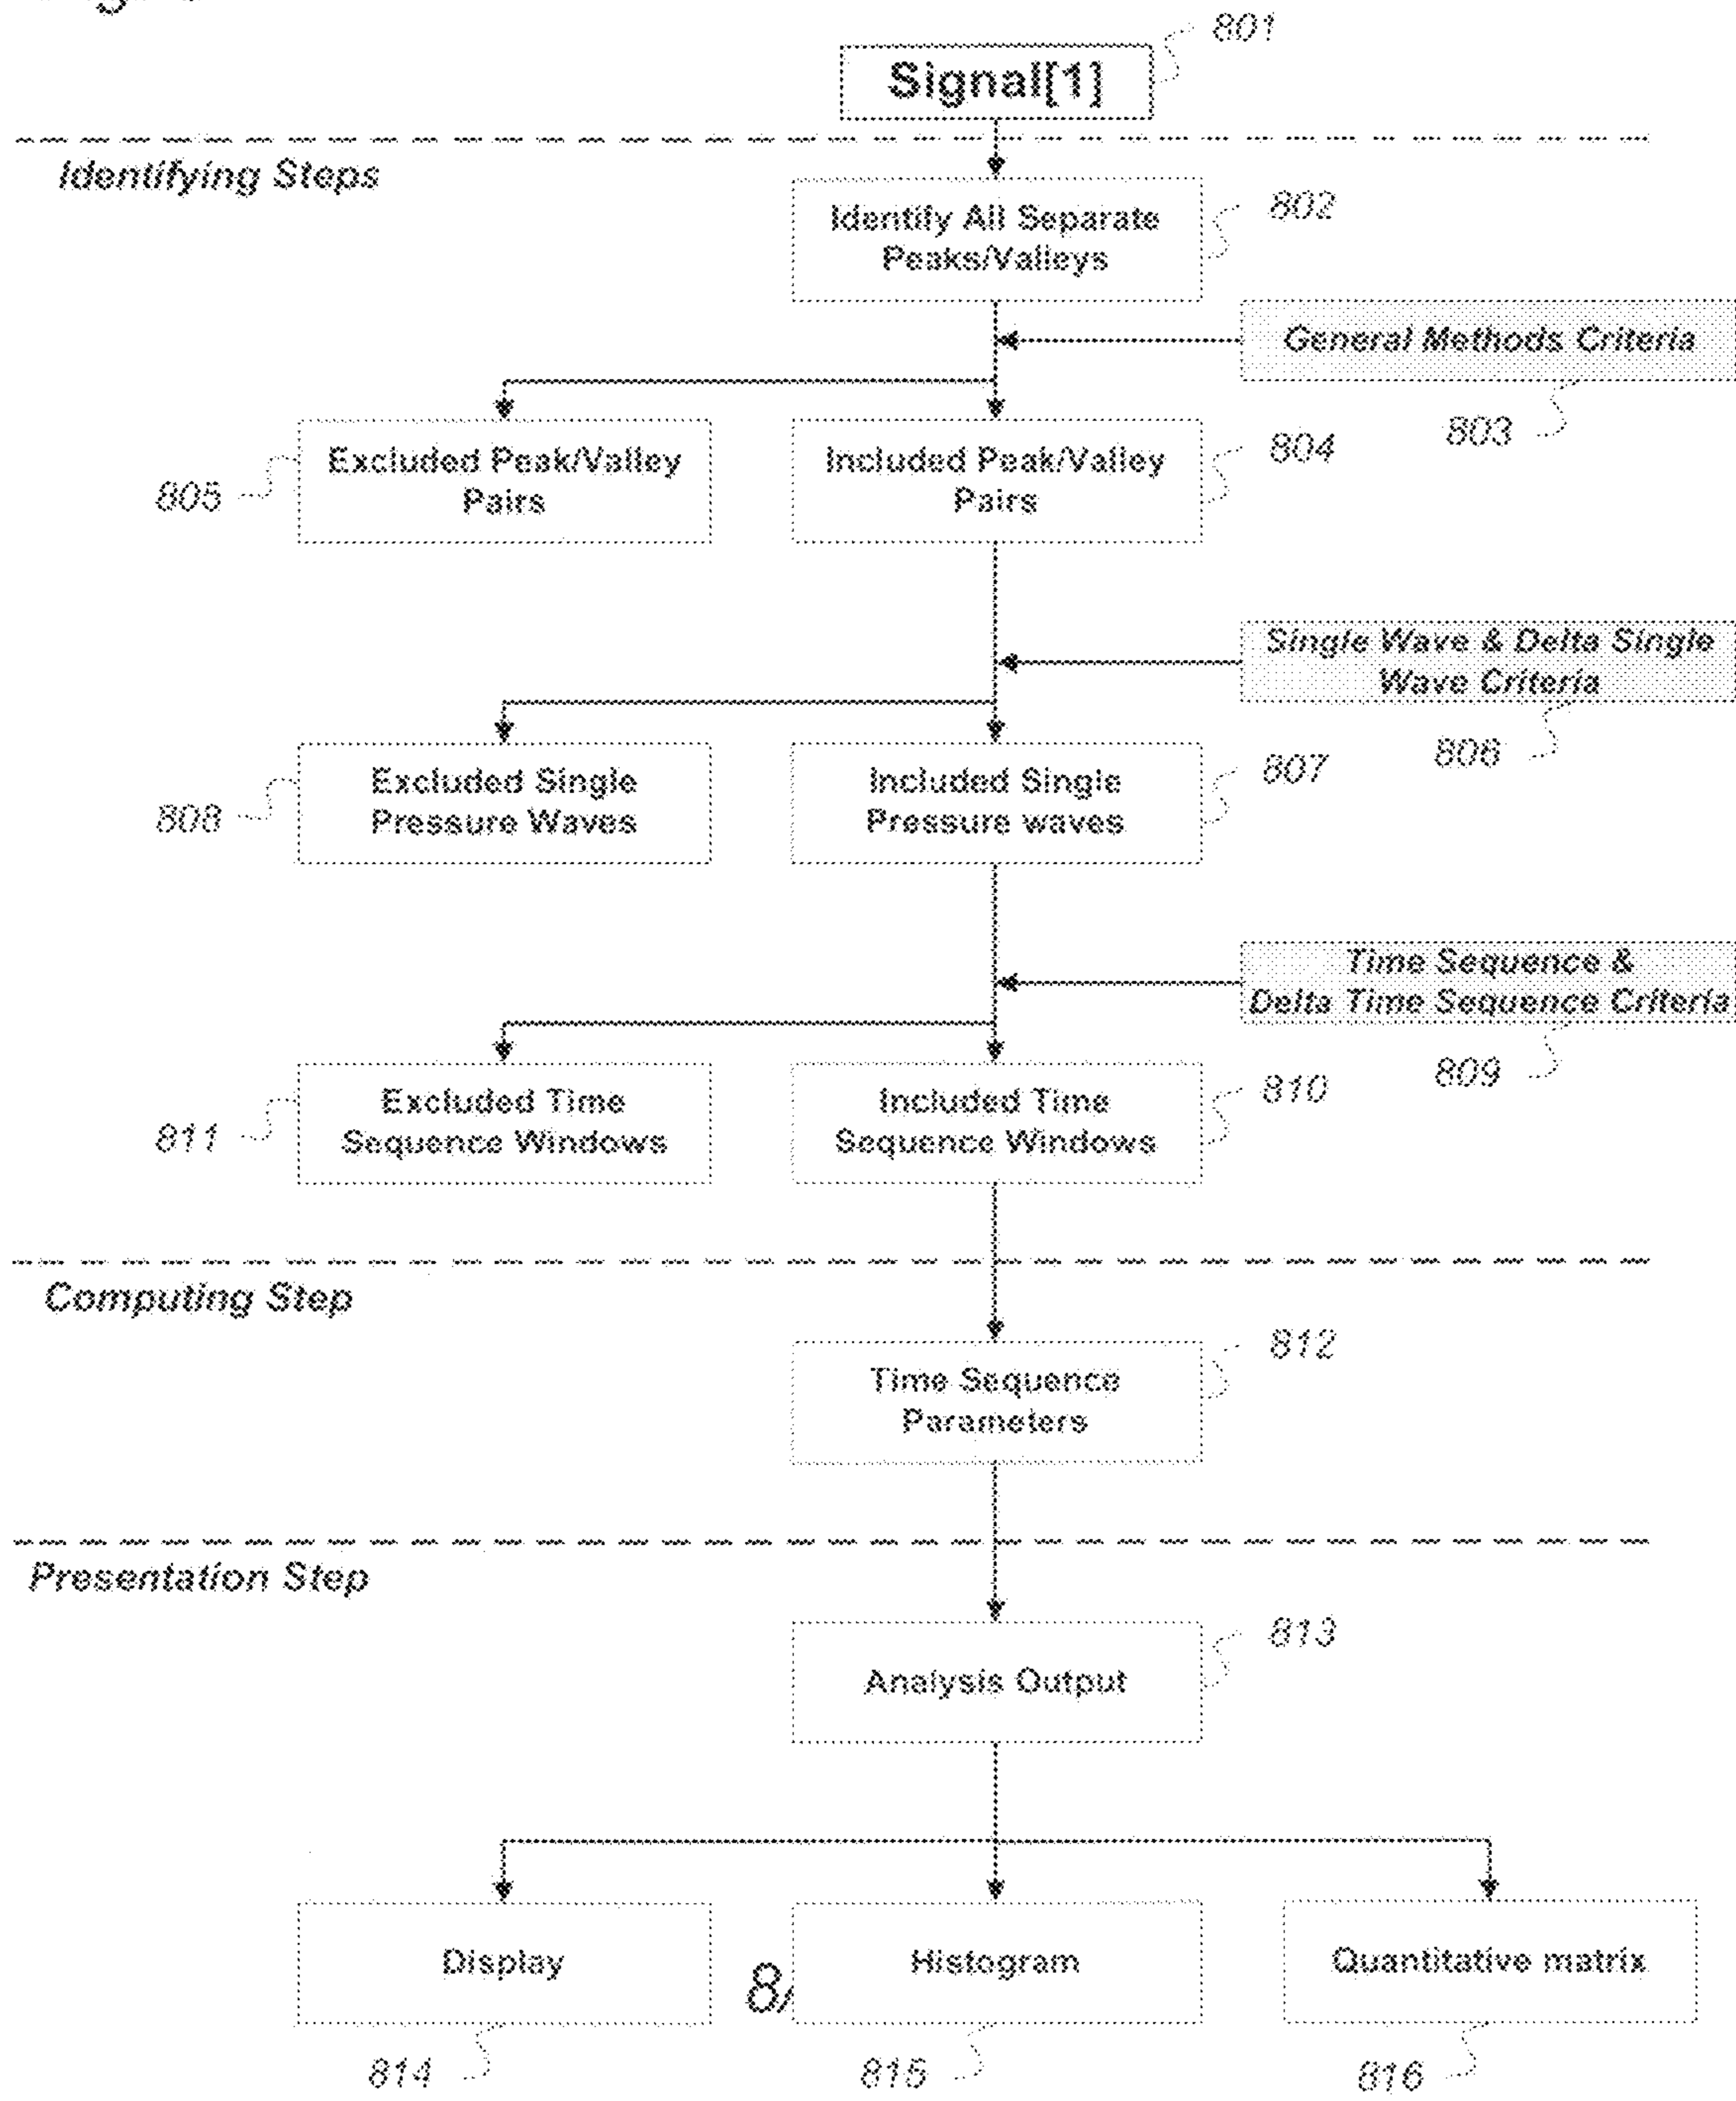 Signal[1]
801
Identifying Steps
Identify All Separate
Peaks/Valleys
802
General Methods Criteria
803
Excluded Peak/Valley
Pairs
805
Included Peak/Valley
Pairs
804
Single Wave & Delta Single
Wave Criteria
806
Excluded Single
Pressure Waves
808
Included Single
Pressure waves
807
Time Sequence &
Delta Time Sequence Criteria
809
Excluded Time
Sequence Windows
811
Included Time
Sequence Windows
810
Computing Step
Time Sequence
Parameters
812
Presentation Step
Analysis Output
813
Display
8/
Histogram
Quantitative matrix
814
815
816